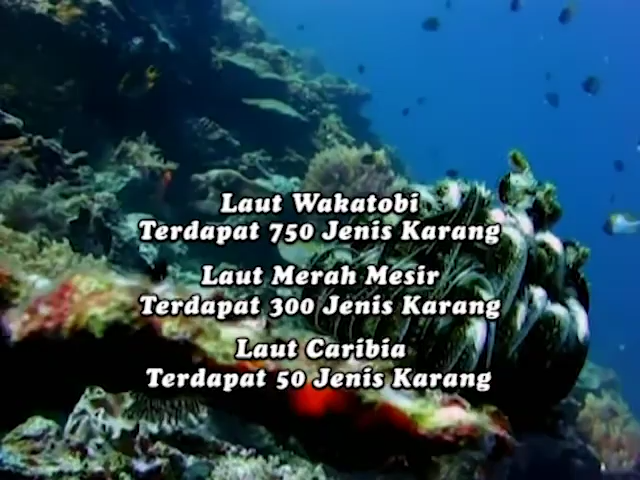 Laut Wakatobi
Terdapat 750 Jenis Karang
Laut Merah Mesir
Terdapat 300 Jenis Karang
Laut Caribia
Terdapat 50 Jenis Karang